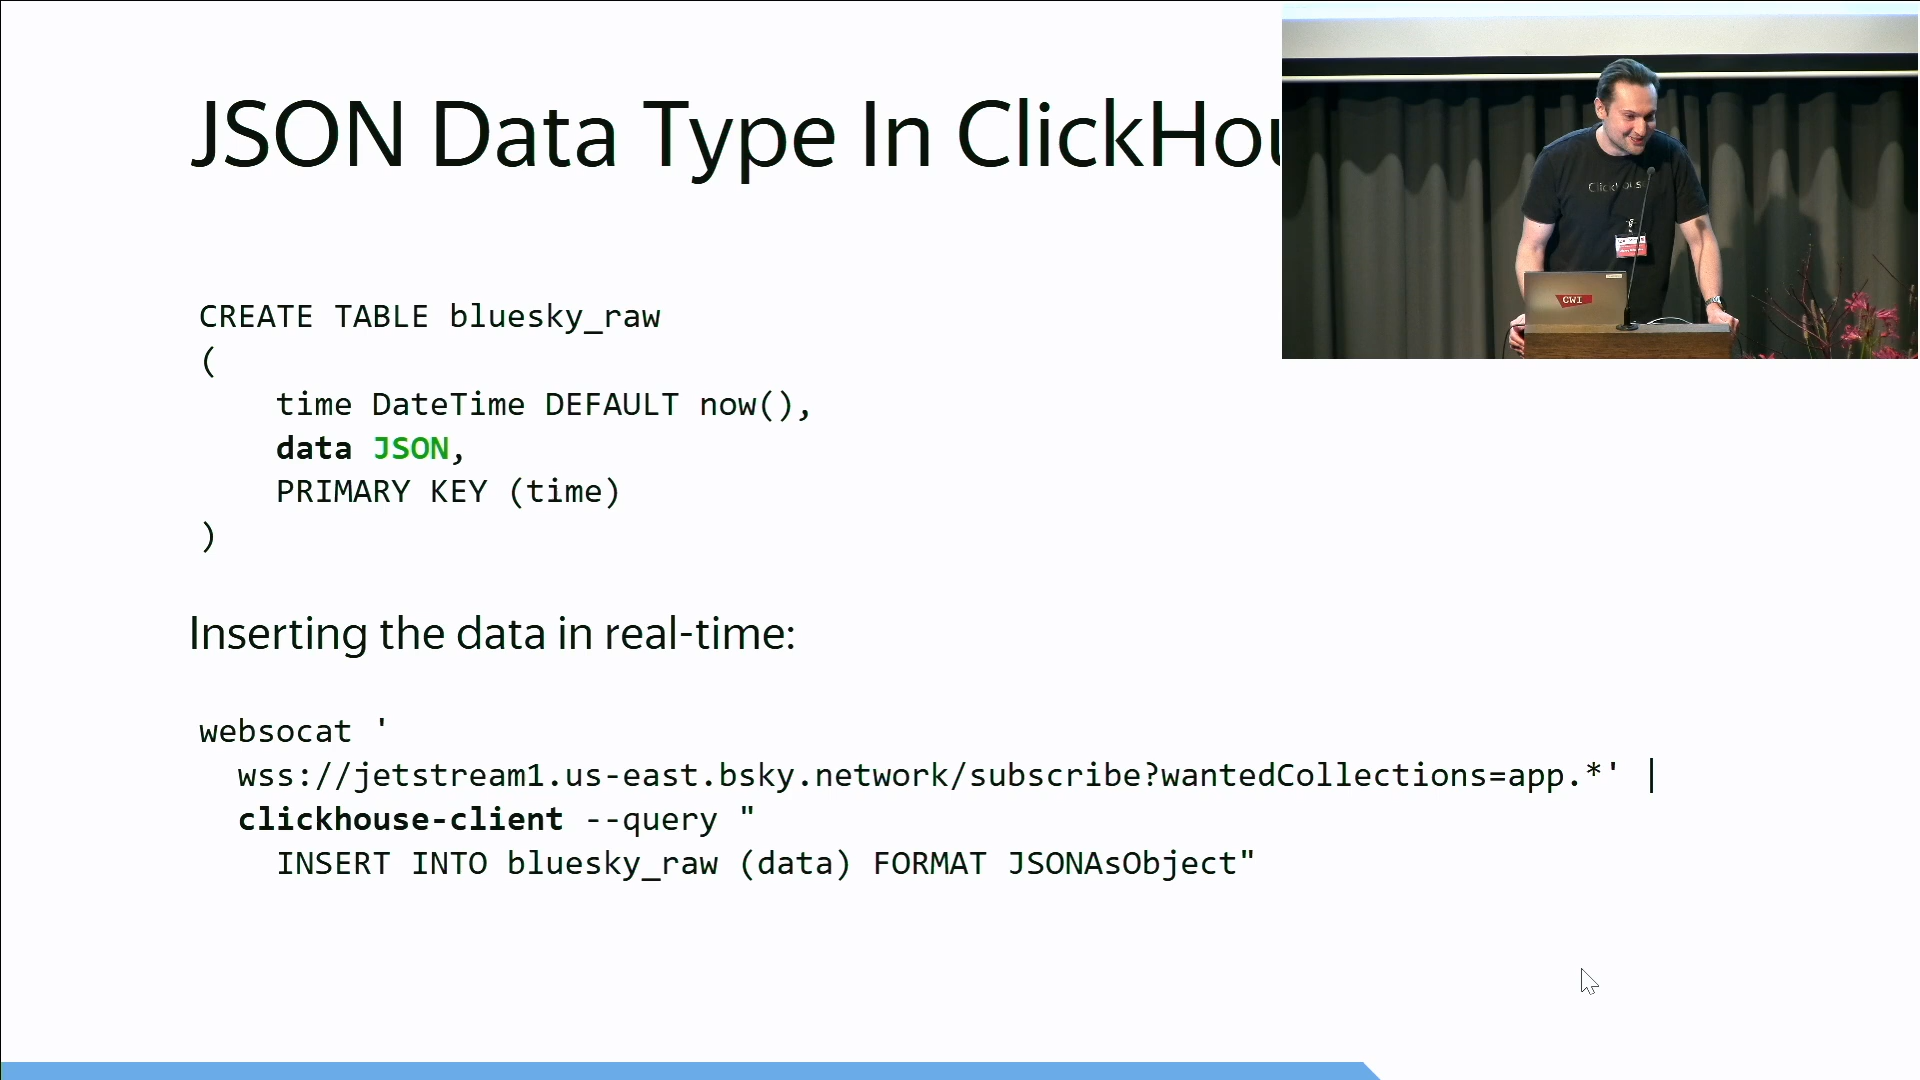 JSON Data Type In ClickHou
CREATE TABLE bluesky_raw
(
    time DateTime DEFAULT now(),
    data JSON,
    PRIMARY KEY (time)
)
Inserting the data in real-time:
websocat '
  wss://jetstream1.us-east.bsky.network/subscribe?wantedCollections=app.*' |
  clickhouse-client --query "
    INSERT INTO bluesky_raw (data) FORMAT JSONAsObject"
ClickHouse
CWI